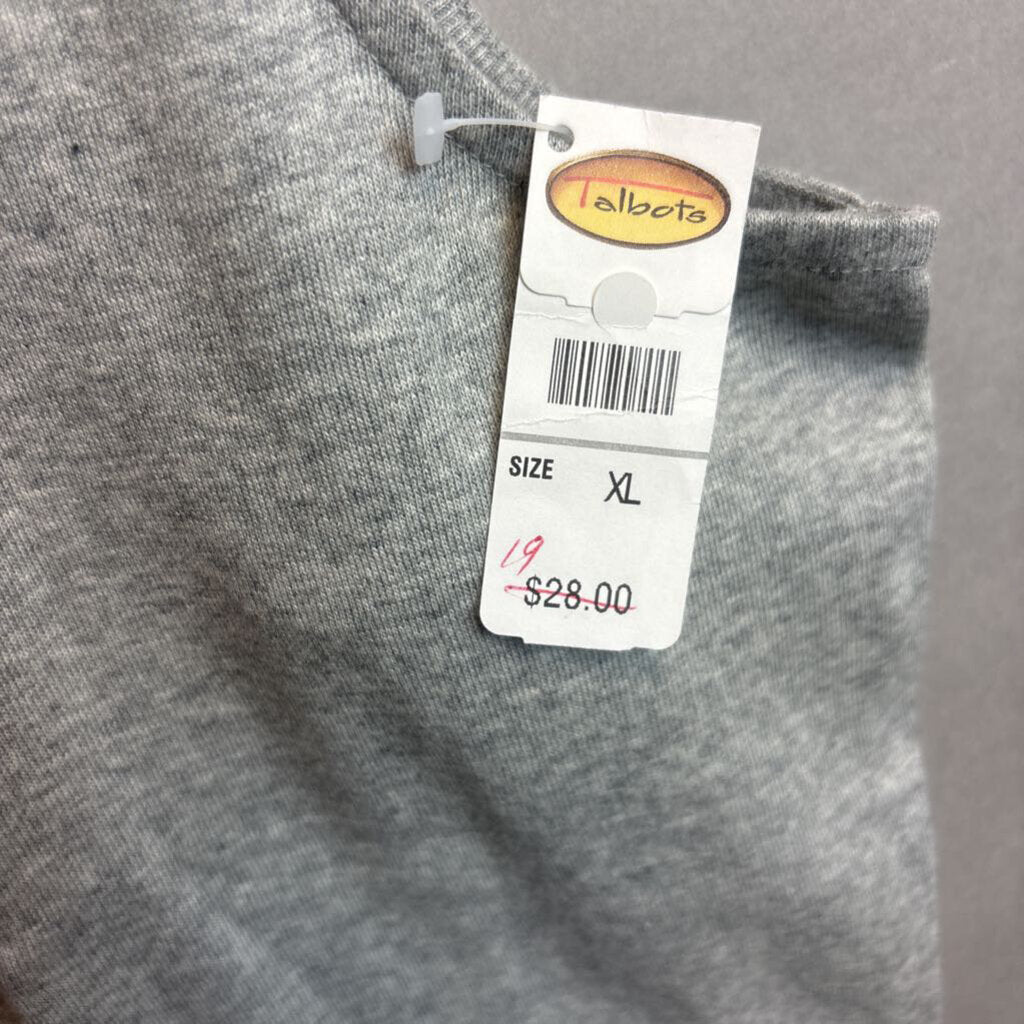 Talbots
SIZE XL
19
$28.00